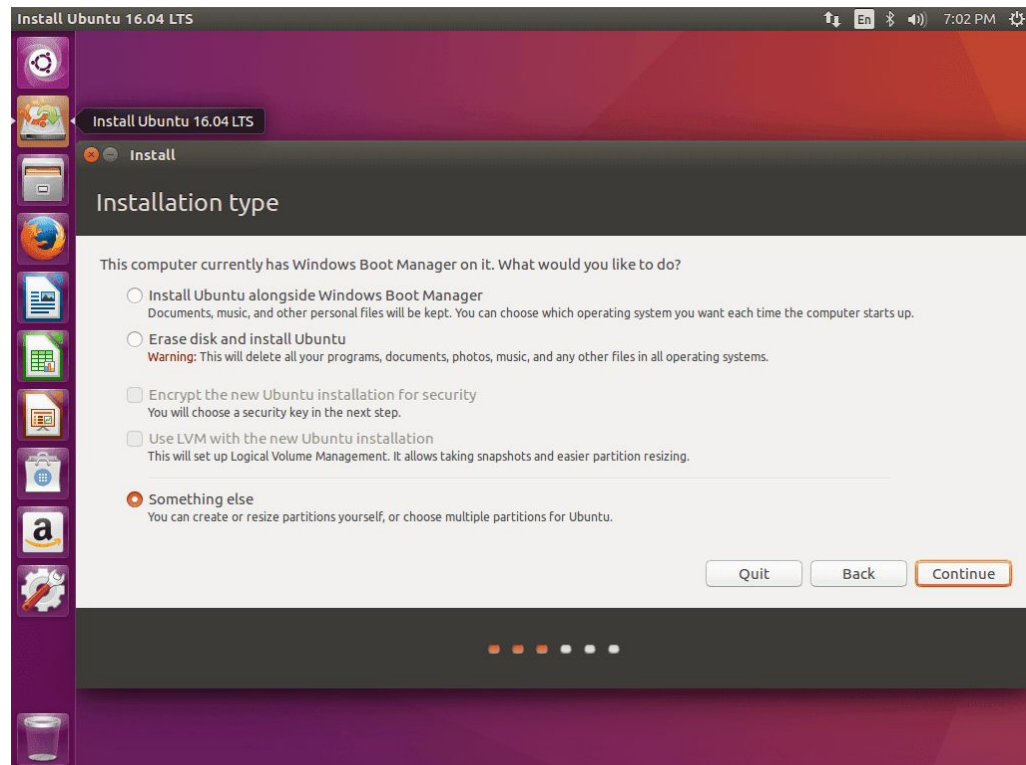 Install Ubuntu 16.04 LTS
En
7:02 PM
Install Ubuntu 16.04 LTS
Install
Installation type
This computer currently has Windows Boot Manager on it. What would you like to do?
Install Ubuntu alongside Windows Boot Manager
Documents, music, and other personal files will be kept. You can choose which operating system you want each time the computer starts up.
Erase disk and install Ubuntu
Warning: This will delete all your programs, documents, photos, music, and any other files in all operating systems.
Encrypt the new Ubuntu installation for security
You will choose a security key in the next step.
Use LVM with the new Ubuntu installation
This will set up Logical Volume Management. It allows taking snapshots and easier partition resizing.
Something else
You can create or resize partitions yourself, or choose multiple partitions for Ubuntu.
a
Quit
Back
Continue